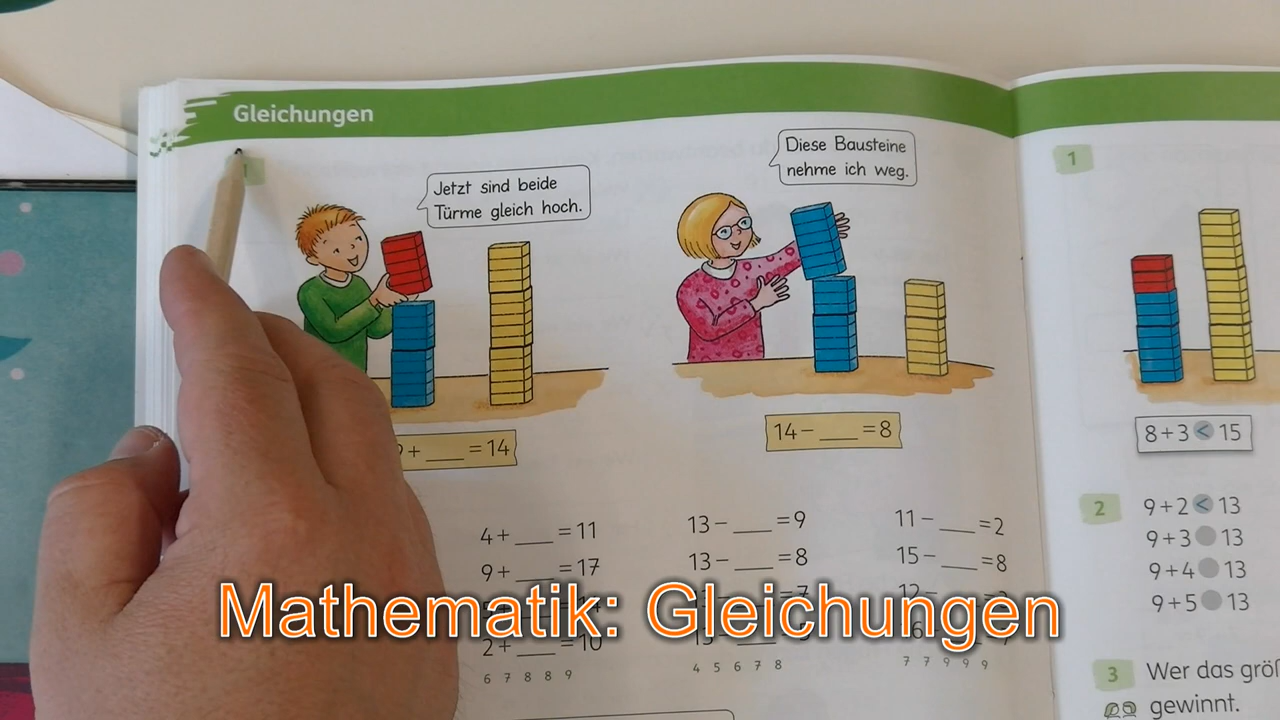 Gleichungen
1
Jetzt sind beide
Türme gleich hoch.
Diese Bausteine
nehme ich weg.
+ ___ = 14
14 - ___ = 8
4 + ___ = 11
9 + ___ = 17
2 + ___ = 10
6 7 8 8 9
13 - ___ = 9
13 - ___ = 8
4 5 6 7 8
11 - ___ = 2
15 - ___ = 8
7 7 9 9 9
1
8 + 3 < 15
2
9 + 2 < 13
9 + 3 13
9 + 4 13
9 + 5 13
3
Wer das
gewinnt.
Mathematik: Gleichungen